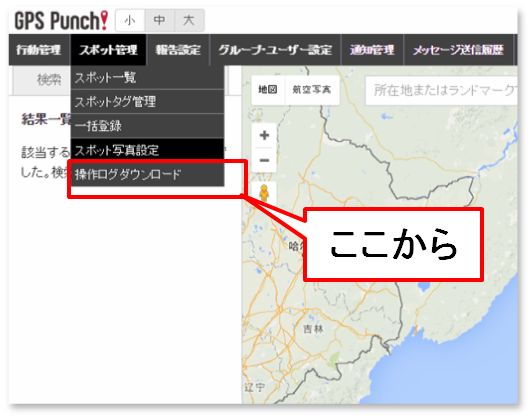 GPS Punch! 小 中 大
行動管理 スポット管理 報告設定 グループ・ユーザー設定 通知管理 メッセージ送信履歴
検索
スポット一覧
スポットタグ管理
一括登録
スポット写真設定
操作ログダウンロード
結果一覧
該当する
した。検索
地図 航空写真
所在地またはランドマーク
+
−
ここから
吉林
辽宁